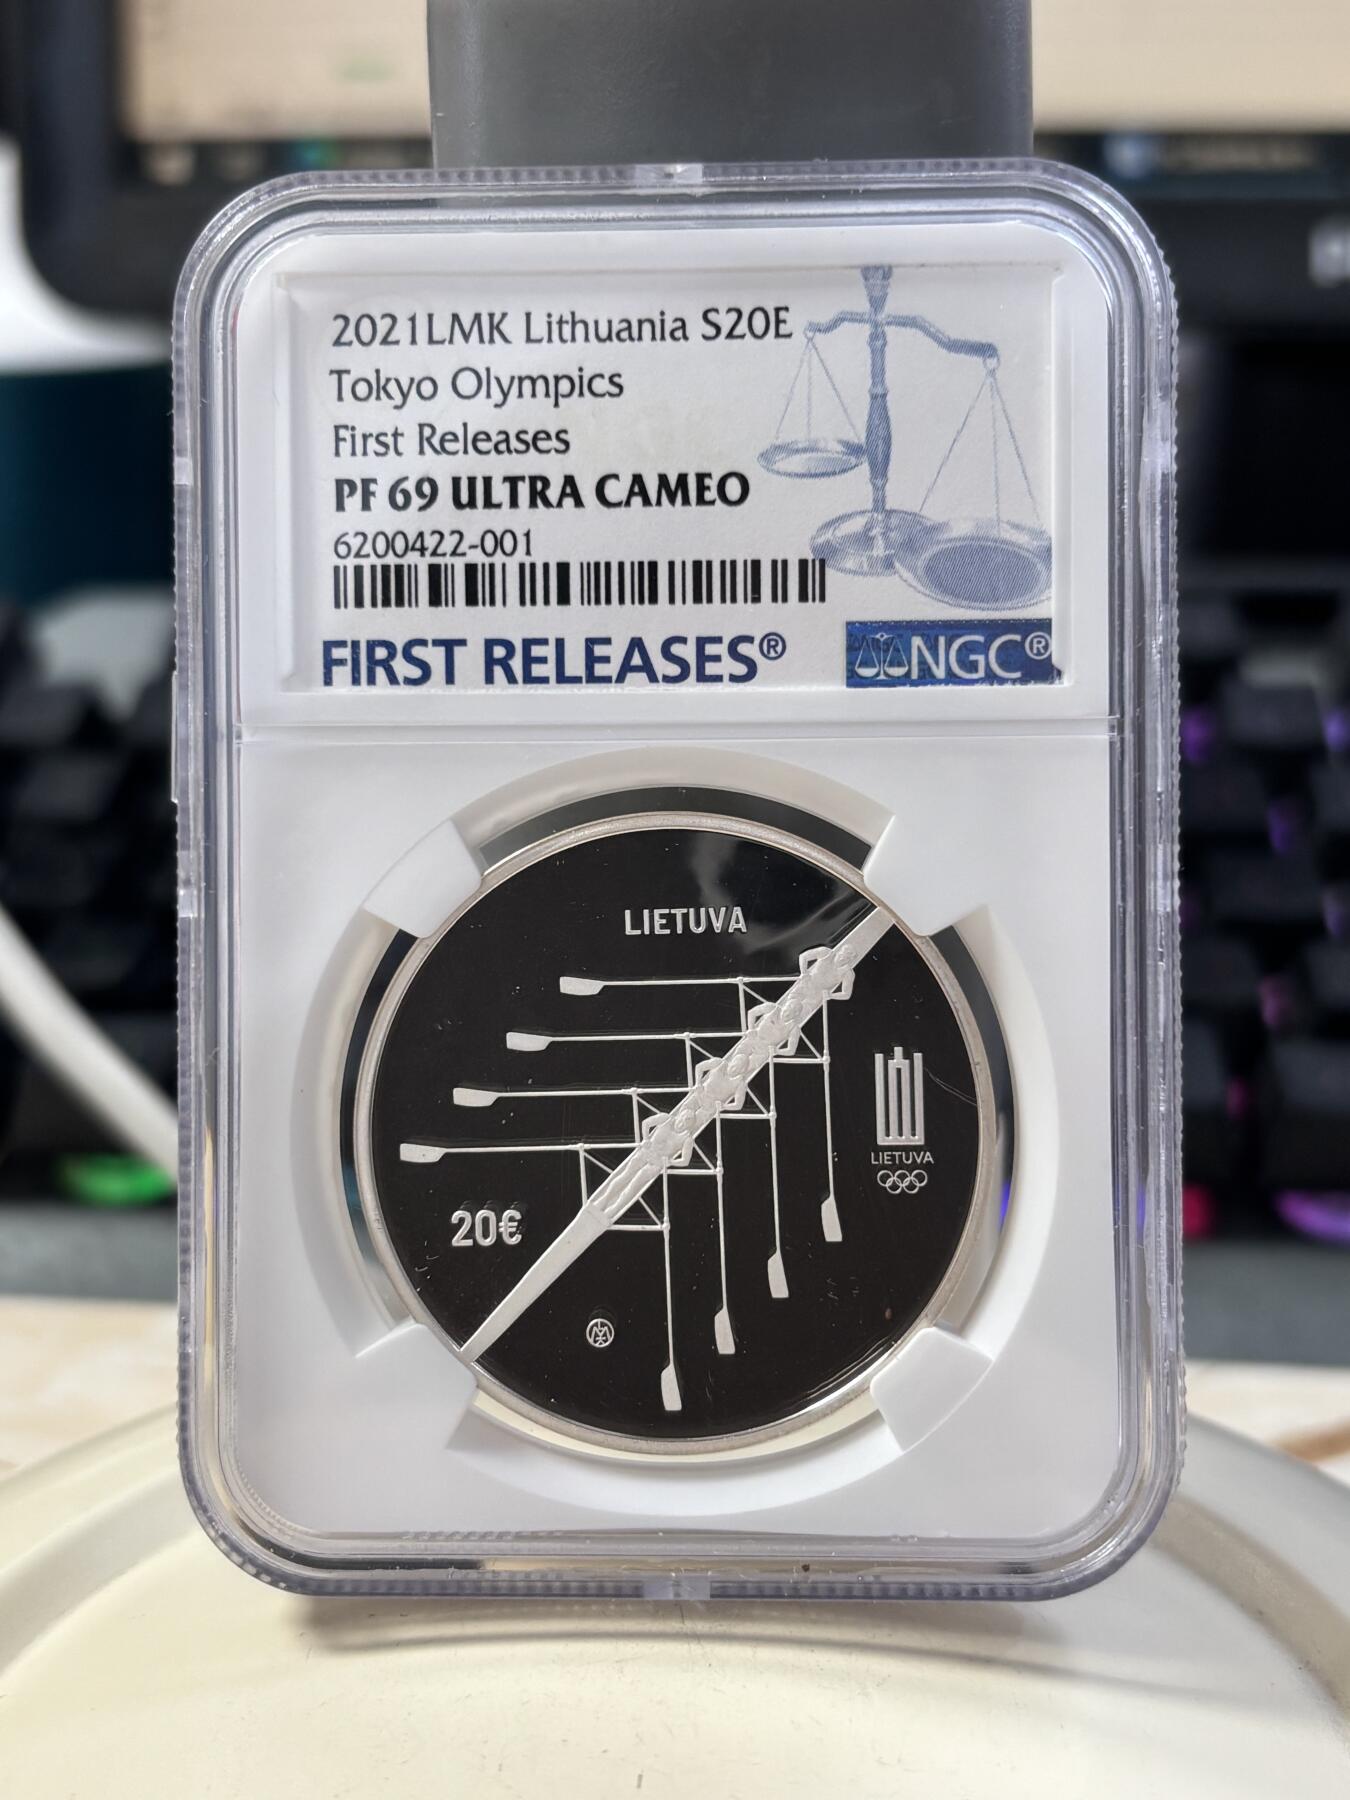 2021LMK Lithuania S20E
Tokyo Olympics
First Releases
PF 69 ULTRA CAMEO
6200422-001
FIRST RELEASES®
NGC®
LIETUVA
LIETUVA
20€